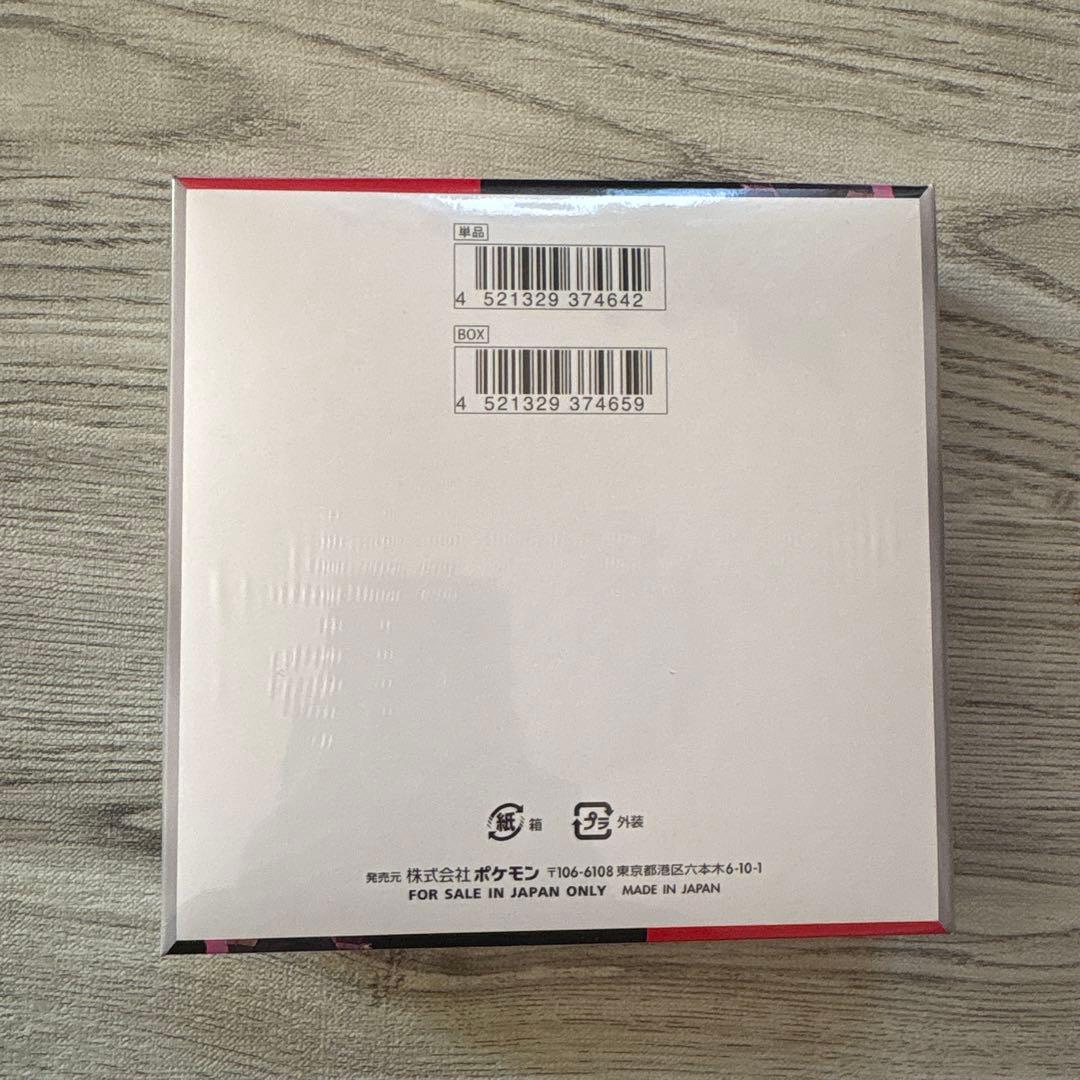 単品
4 521329 374642
BOX
4 521329 374659
紙 箱 プラ 外装
発売元 株式会社ポケモン 〒106-6108 東京都港区六本木6-10-1
FOR SALE IN JAPAN ONLY MADE IN JAPAN